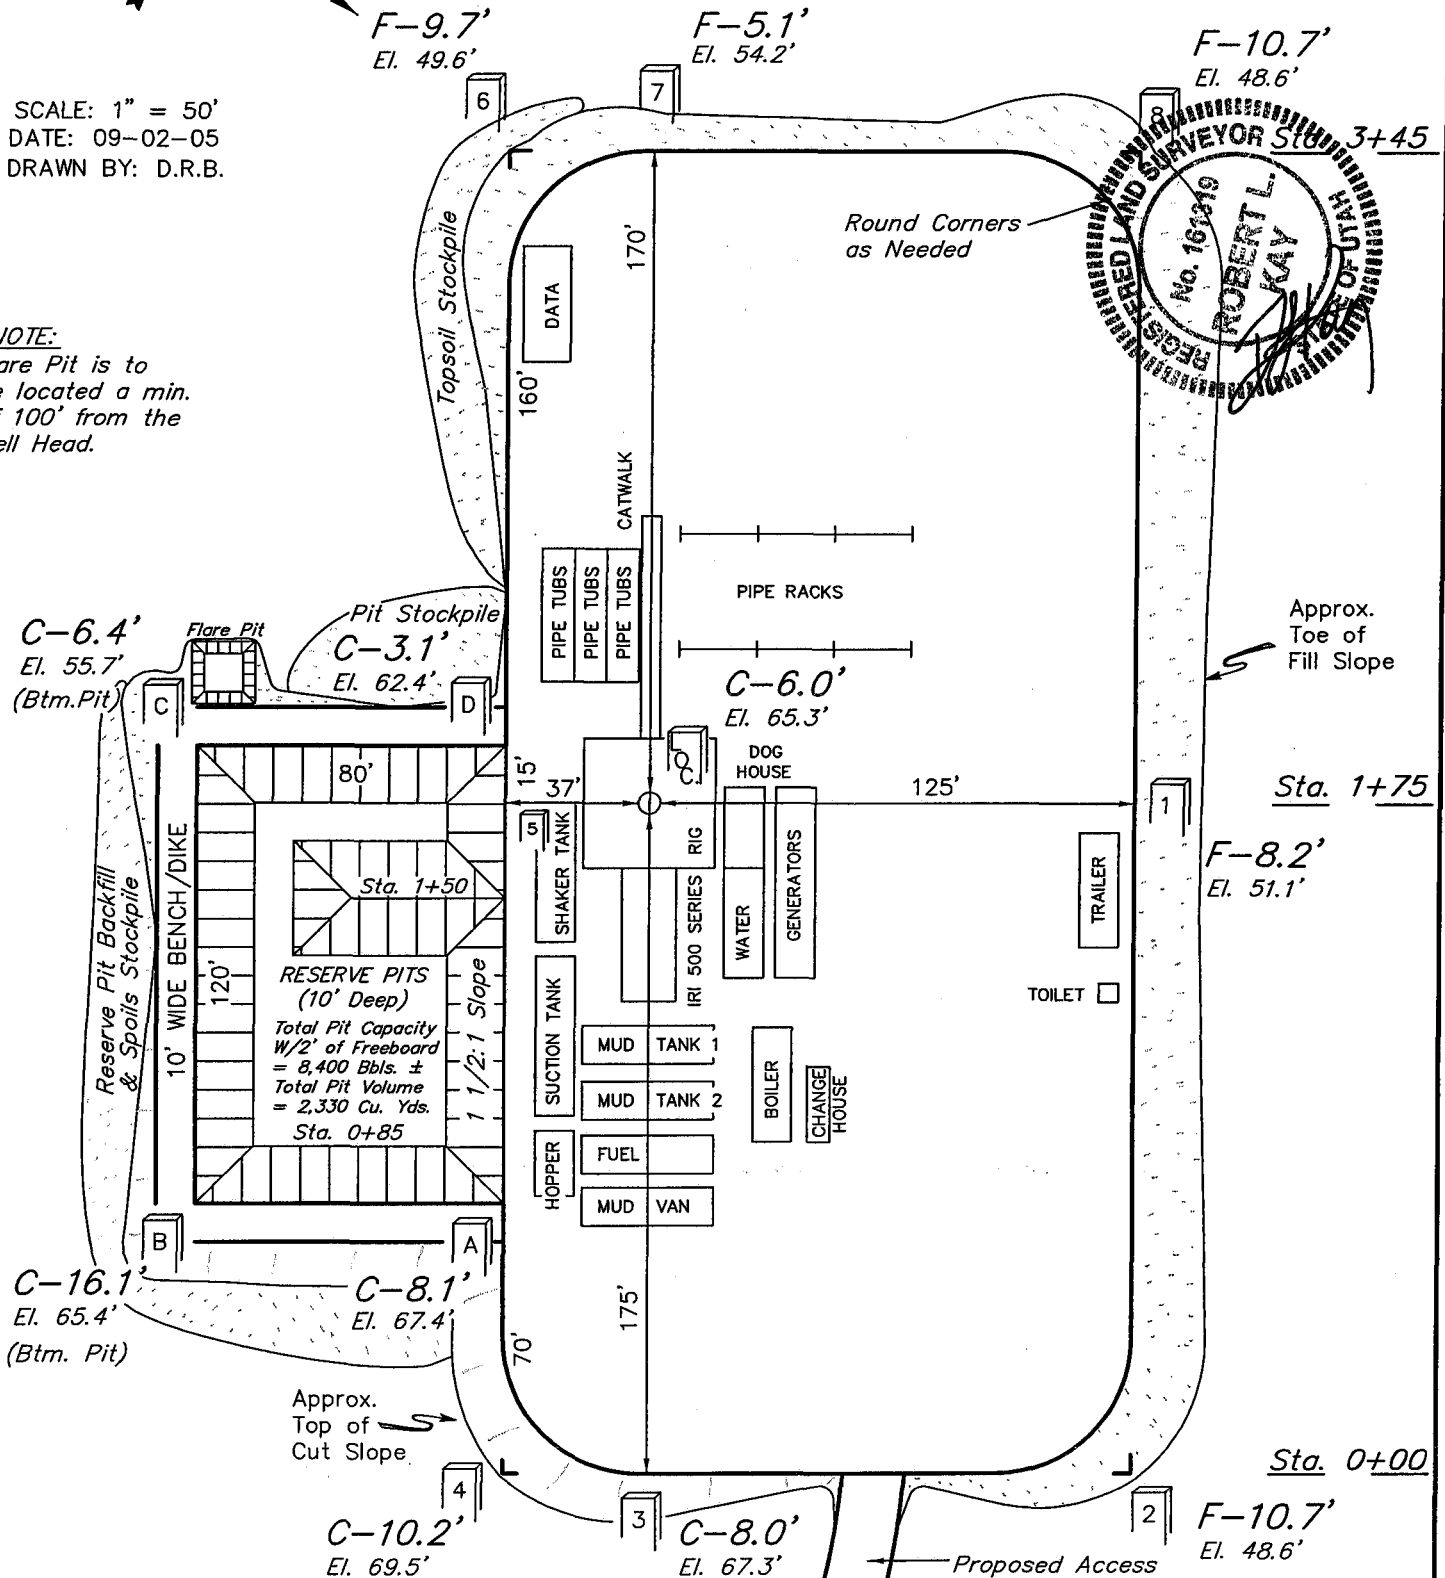 F-9.7'
El. 49.6'
F-5.1'
El. 54.2'
F-10.7'
El. 48.6'
6
7
8
SCALE: 1" = 50'
DATE: 09-02-05
DRAWN BY: D.R.B.
Sta. 3+45
REGISTERED LAND SURVEYOR
No. 161319
ROBERT L.
KAY
STATE OF UTAH
Round Corners
as Needed
170'
Topsoil Stockpile
DATA
160'
NOTE:
are Pit is to
e located a min.
f 100' from the
ell Head.
CATWALK
PIPE TUBS
PIPE TUBS
PIPE TUBS
PIPE RACKS
Approx.
Toe of
Fill Slope
C-6.4'
El. 55.7'
(Btm.Pit)
Flare Pit
Pit Stockpile
C-3.1'
El. 62.4'
C
D
C-6.0'
El. 65.3'
LOC.
DOG
HOUSE
80'
15'
37'
125'
Sta. 1+75
1
F-8.2'
El. 51.1'
5
SHAKER TANK
RIG
IRI 500 SERIES
WATER
GENERATORS
TRAILER
TOILET
Sta. 1+50
10' WIDE BENCH/DIKE
Reserve Pit Backfill
& Spoils Stockpile
120'
RESERVE PITS
(10' Deep)
Total Pit Capacity
W/2' of Freeboard
= 8,400 Bbls. ±
Total Pit Volume
= 2,330 Cu. Yds.
Sta. 0+85
1 1/2:1 Slope
SUCTION TANK
MUD TANK 1
MUD TANK 2
BOILER
CHANGE
HOUSE
HOPPER
FUEL
MUD VAN
B
A
C-16.1'
El. 65.4'
(Btm. Pit)
C-8.1'
El. 67.4'
175'
70'
Approx.
Top of
Cut Slope
Sta. 0+00
4
3
2
C-10.2'
El. 69.5'
C-8.0'
El. 67.3'
F-10.7'
El. 48.6'
Proposed Access